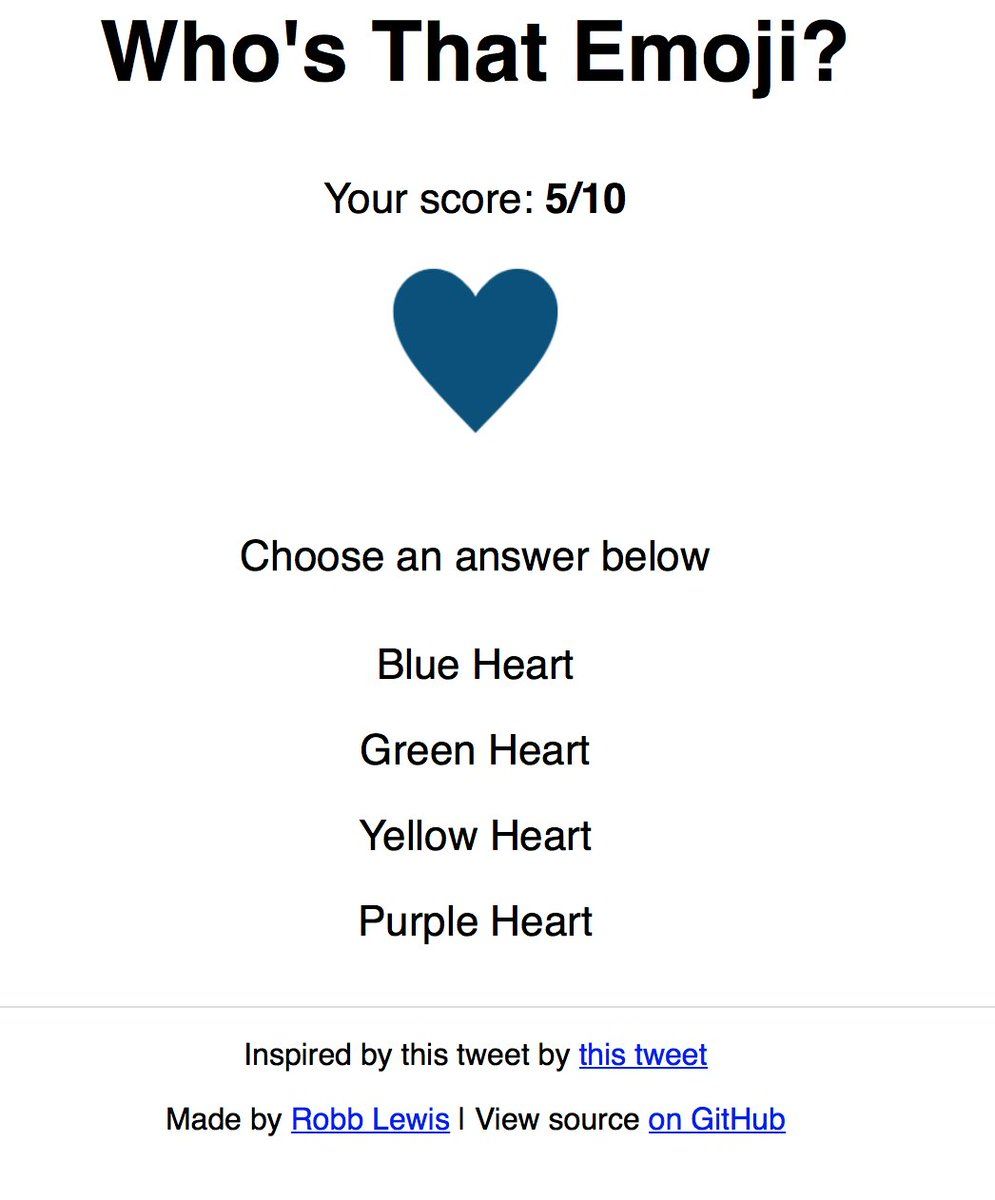 Who's That Emoji?
Your score: 5/10
Choose an answer below
Blue Heart
Green Heart
Yellow Heart
Purple Heart
Inspired by this tweet by this tweet
Made by Robb Lewis | View source on GitHub